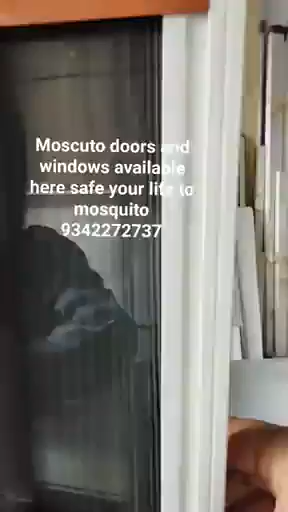 Moscuto doors and
windows available
here safe your life to
mosquito
9342272737